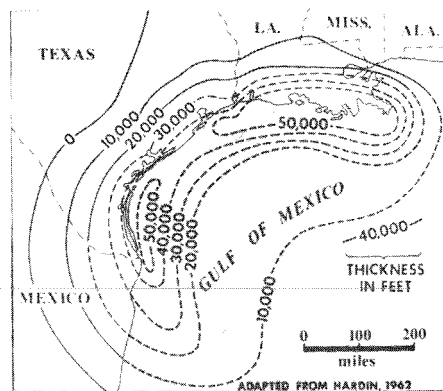 LA.
MISS.
ALA.
TEXAS
0
10,000
20,000
30,000
50,000
50,000
40,000
30,000
20,000
GULF OF MEXICO
10,000
MEXICO
40,000
THICKNESS
IN FEET
0 100 200
miles
ADAPTED FROM HARDIN, 1962